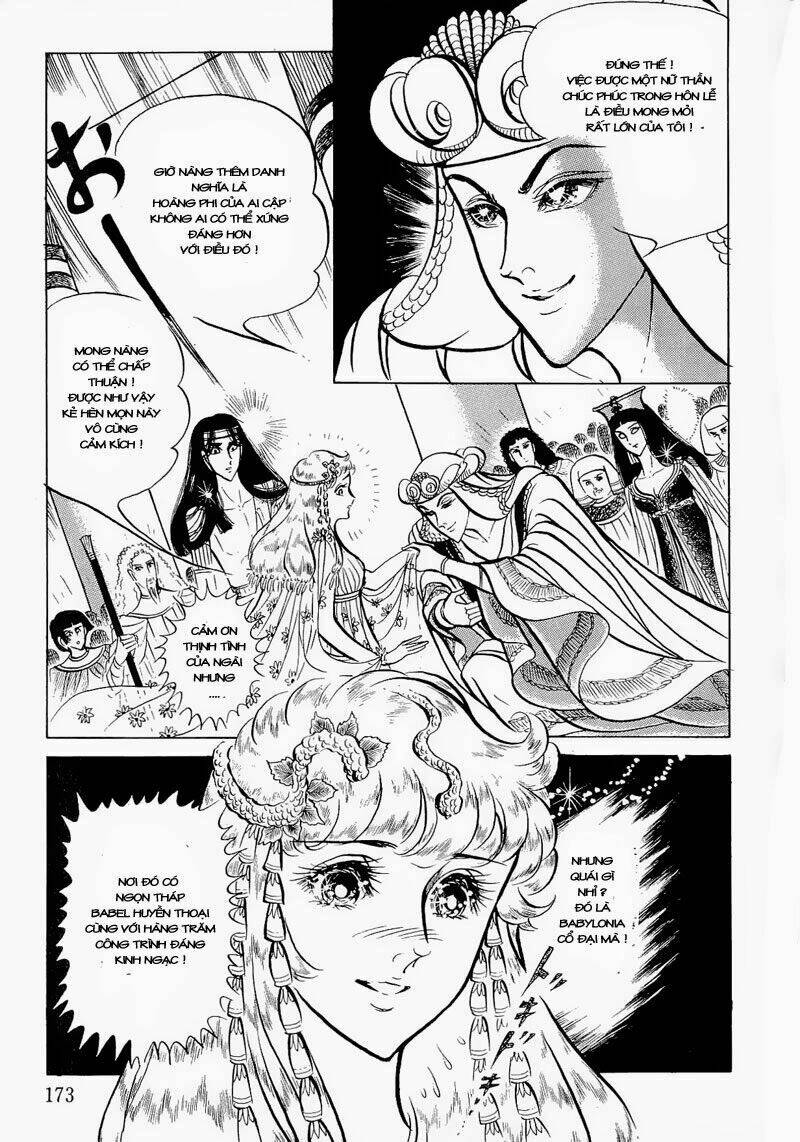 ĐÚNG THẾ !
VIỆC ĐƯỢC MỘT NỮ THẦN
CHÚC PHÚC TRONG HÔN LỄ
LÀ ĐIỀU MONG MỎI
RẤT LỚN CỦA TÔI !
お
GIỜ NÀNG THÊM DANH
NGHĨA LÀ
HOÀNG PHI CỦA AI CẬP
KHÔNG AI CÓ THỂ XỨNG
ĐÁNG HƠN
VỚI ĐIỀU ĐÓ !
MONG NÀNG
CÓ THỂ CHẤP
THUẬN !
ĐƯỢC NHƯ VẬY
KẺ HÈN MỌN NÀY
VÔ CÙNG
CẢM KÍCH !
CẢM ƠN
THỊNH TÌNH
CỦA NGÀI
NHƯNG
.....
NHƯNG
QUÁI GÌ
NHỈ ?
ĐÓ LÀ
BABYLONIA
CỔ ĐẠI MÀ !
NƠI ĐÓ CÓ
NGỌN THÁP
BABEL HUYỀN THOẠI
CÙNG VỚI HÀNG TRĂM
CÔNG TRÌNH ĐÁNG
KINH NGẠC !
173